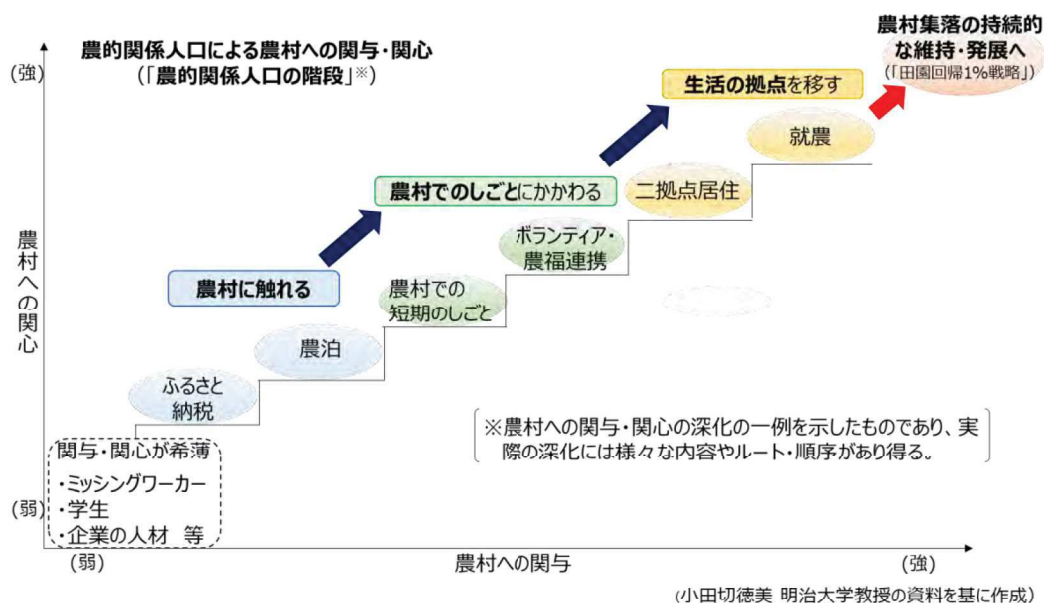 農的関係人口による農村への関与・関心
(「農的関係人口の階段」※)
農村集落の持続的
な維持・発展へ
(「田園回帰1%戦略」)
(強)
生活の拠点を移す
就農
農村でのしごとにかかわる
二拠点居住
ボランティア・
農福連携
農村に触れる
農村での
短期のしごと
農泊
ふるさと
納税
農村への関心
※農村への関与・関心の深化の一例を示したものであり、実
際の深化には様々な内容やルート・順序があり得る。
関与・関心が希薄
・ミッシングワーカー
・学生
・企業の人材 等
(弱)
(弱)
農村への関与
(強)
(小田切徳美 明治大学教授の資料を基に作成)